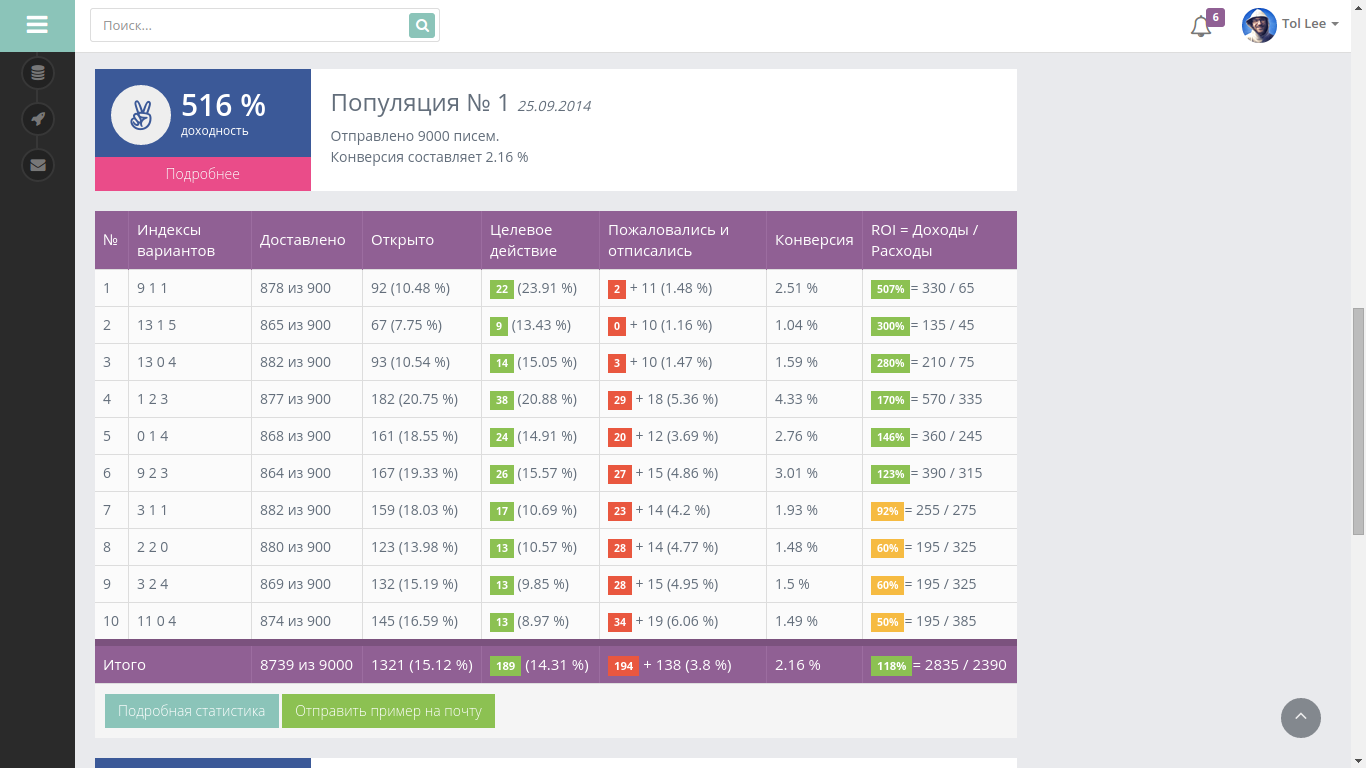 Поиск...
6
Tol Lee
516 %
доходность
Подробнее
Популяция № 1 25.09.2014
Отправлено 9000 писем.
Конверсия составляет 2.16 %
№ Индексы вариантов Доставлено Открыто Целевое действие Пожаловались и отписались Конверсия ROI = Доходы / Расходы
1 9 1 1 878 из 900 92 (10.48 %) 22 (23.91 %) 2 + 11 (1.48 %) 2.51 % 507% = 330 / 65
2 13 1 5 865 из 900 67 (7.75 %) 9 (13.43 %) 0 + 10 (1.16 %) 1.04 % 300% = 135 / 45
3 13 0 4 882 из 900 93 (10.54 %) 14 (15.05 %) 3 + 10 (1.47 %) 1.59 % 280% = 210 / 75
4 1 2 3 877 из 900 182 (20.75 %) 38 (20.88 %) 29 + 18 (5.36 %) 4.33 % 170% = 570 / 335
5 0 1 4 868 из 900 161 (18.55 %) 24 (14.91 %) 20 + 12 (3.69 %) 2.76 % 146% = 360 / 245
6 9 2 3 864 из 900 167 (19.33 %) 26 (15.57 %) 27 + 15 (4.86 %) 3.01 % 123% = 390 / 315
7 3 1 1 882 из 900 159 (18.03 %) 17 (10.69 %) 23 + 14 (4.2 %) 1.93 % 92% = 255 / 275
8 2 2 0 880 из 900 123 (13.98 %) 13 (10.57 %) 28 + 14 (4.77 %) 1.48 % 60% = 195 / 325
9 3 2 4 869 из 900 132 (15.19 %) 13 (9.85 %) 28 + 15 (4.95 %) 1.5 % 60% = 195 / 325
10 11 0 4 874 из 900 145 (16.59 %) 13 (8.97 %) 34 + 19 (6.06 %) 1.49 % 50% = 195 / 385
Итого 8739 из 9000 1321 (15.12 %) 189 (14.31 %) 194 + 138 (3.8 %) 2.16 % 118% = 2835 / 2390
Подробная статистика Отправить пример на почту